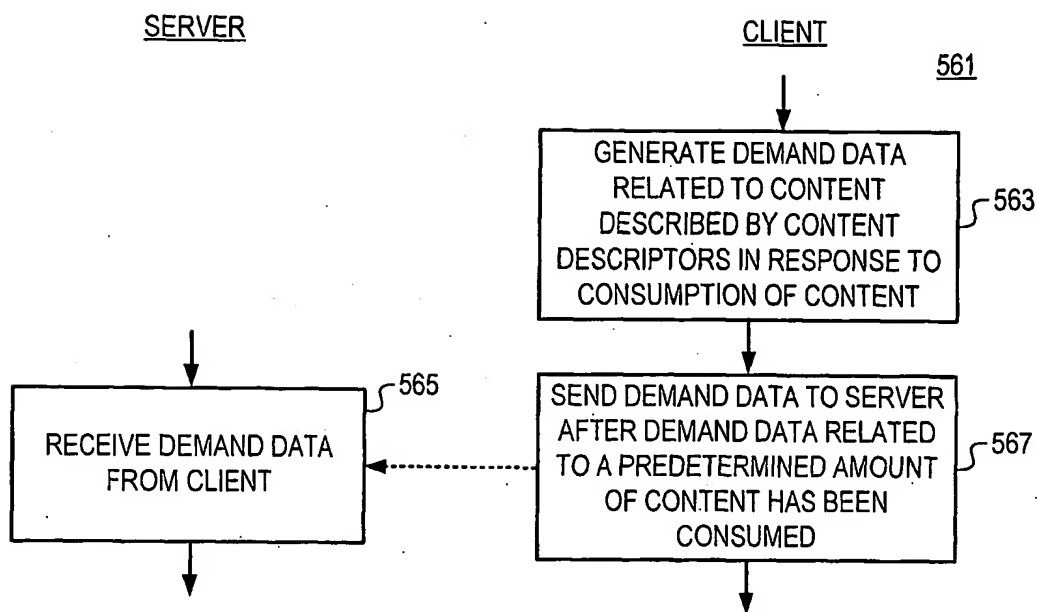 SERVER
CLIENT
561
GENERATE DEMAND DATA
RELATED TO CONTENT
DESCRIBED BY CONTENT
DESCRIPTORS IN RESPONSE TO
CONSUMPTION OF CONTENT
563
565
RECEIVE DEMAND DATA
FROM CLIENT
SEND DEMAND DATA TO SERVER
AFTER DEMAND DATA RELATED
TO A PREDETERMINED AMOUNT
OF CONTENT HAS BEEN
CONSUMED
567